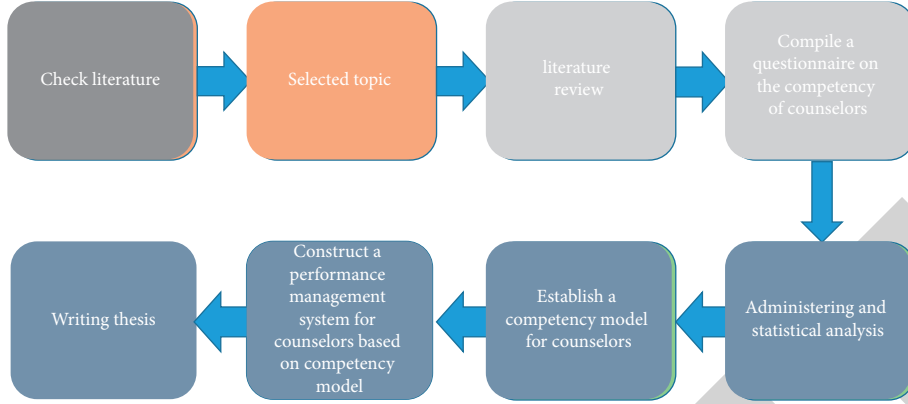 Check literature
Selected topic
literature
review
Compile a
questionnaire on
the competency
of counselors
Administering and
statistical analysis
Establish a
competency model
for counselors
Construct a
performance
management
system for
counselors based
on competency
model
Writing thesis